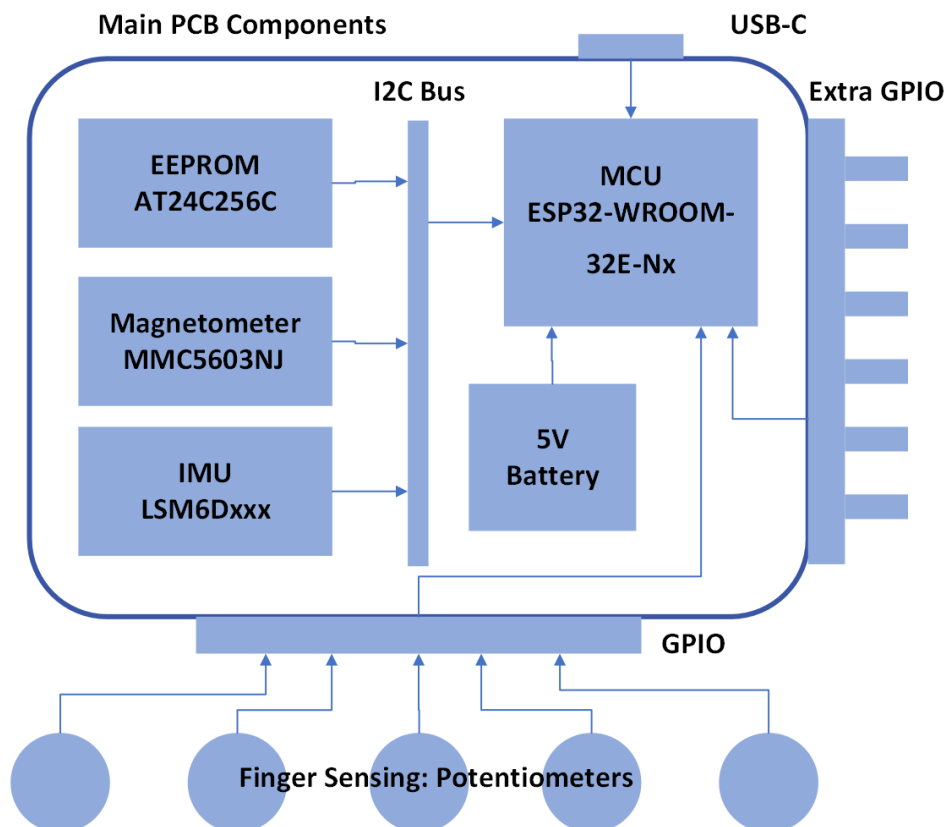 Main PCB Components
USB-C
I2C Bus
Extra GPIO
EEPROM
AT24C256C
MCU
ESP32-WROOM-
32E-Nx
Magnetometer
MMC5603NJ
5V
Battery
IMU
LSM6Dxxx
GPIO
Finger Sensing: Potentiometers